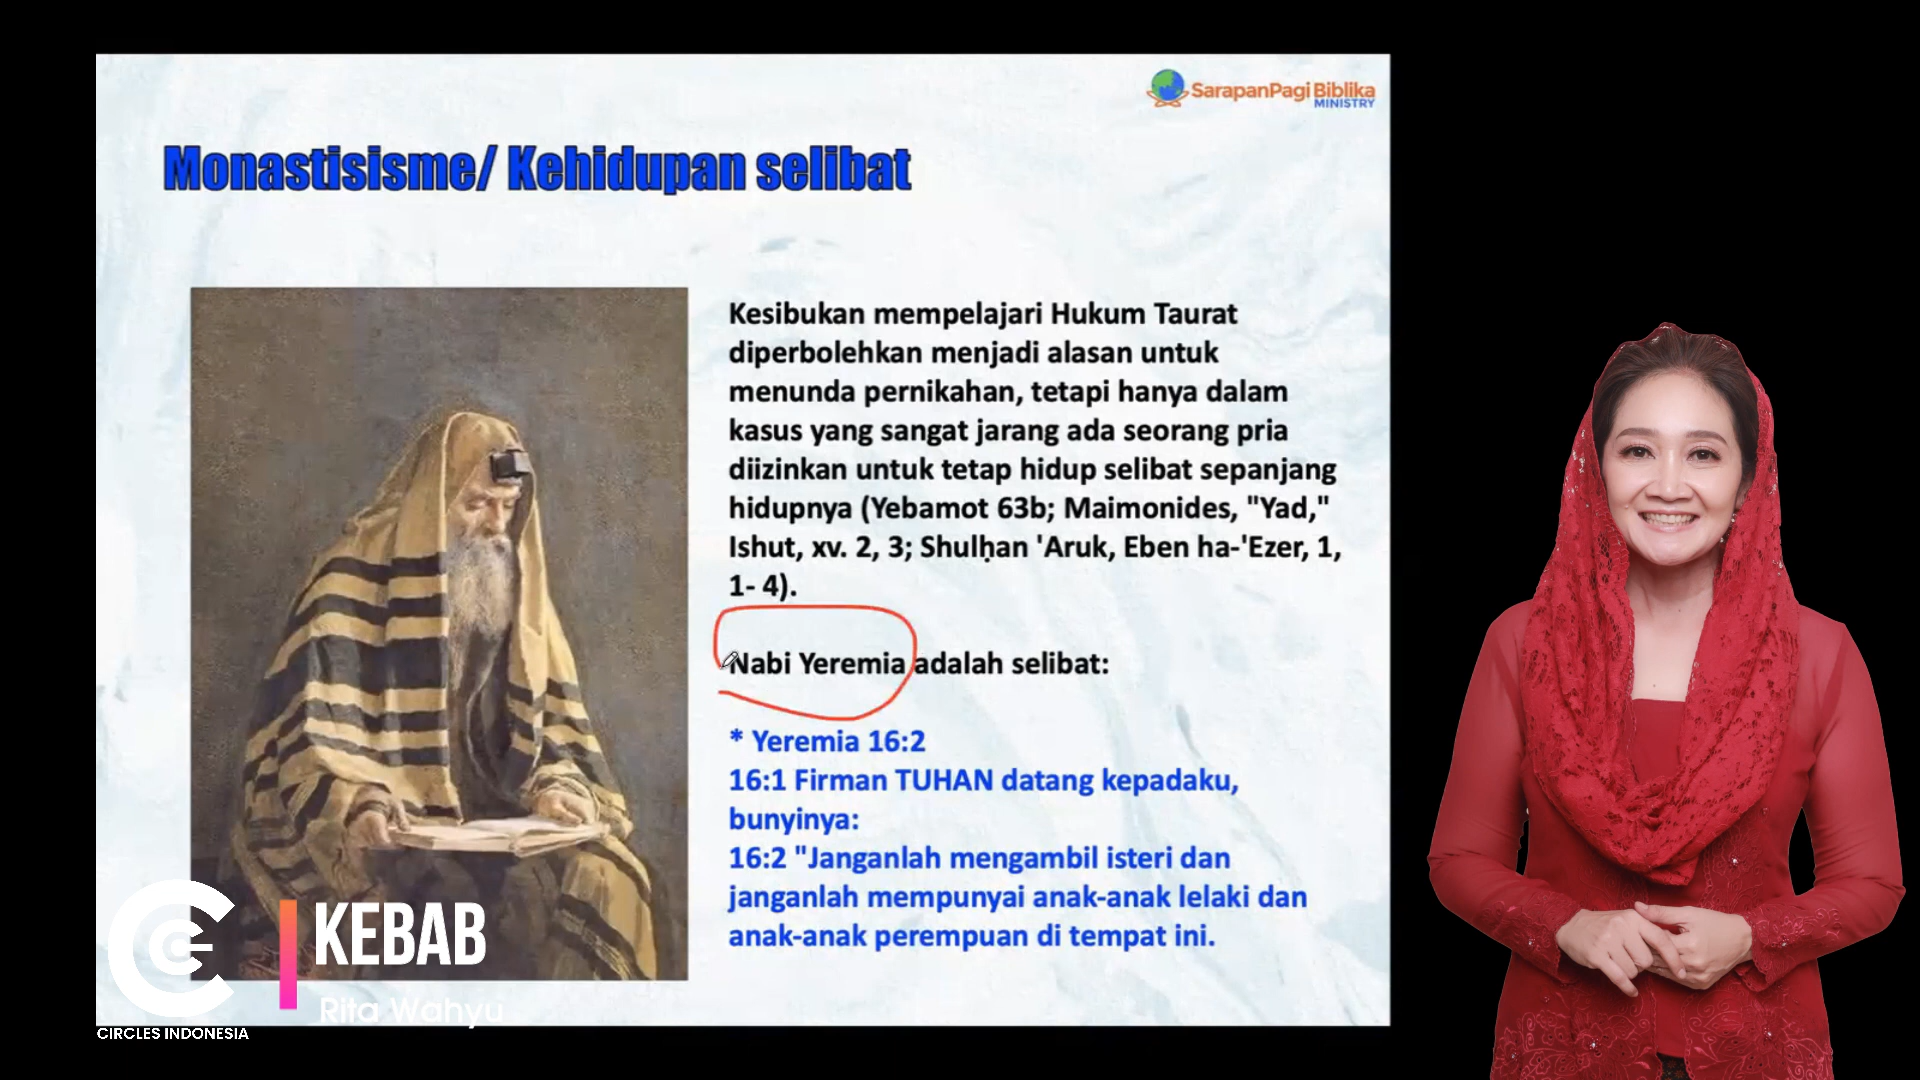 SarapanPagi Biblika
MINISTRY
Monastisisme/ Kehidupan selibat
Kesibukan mempelajari Hukum Taurat
diperbolehkan menjadi alasan untuk
menunda pernikahan, tetapi hanya dalam
kasus yang sangat jarang ada seorang pria
diizinkan untuk tetap hidup selibat sepanjang
hidupnya (Yebamot 63b; Maimonides, "Yad,"
Ishut, xv. 2, 3; Shulḥan 'Aruk, Eben ha-'Ezer, 1,
1- 4).
Nabi Yeremia adalah selibat:
* Yeremia 16:2
16:1 Firman TUHAN datang kepadaku,
bunyinya:
16:2 "Janganlah mengambil isteri dan
janganlah mempunyai anak-anak lelaki dan
anak-anak perempuan di tempat ini.
KEBAB
Rita Wahyu
CIRCLES INDONESIA